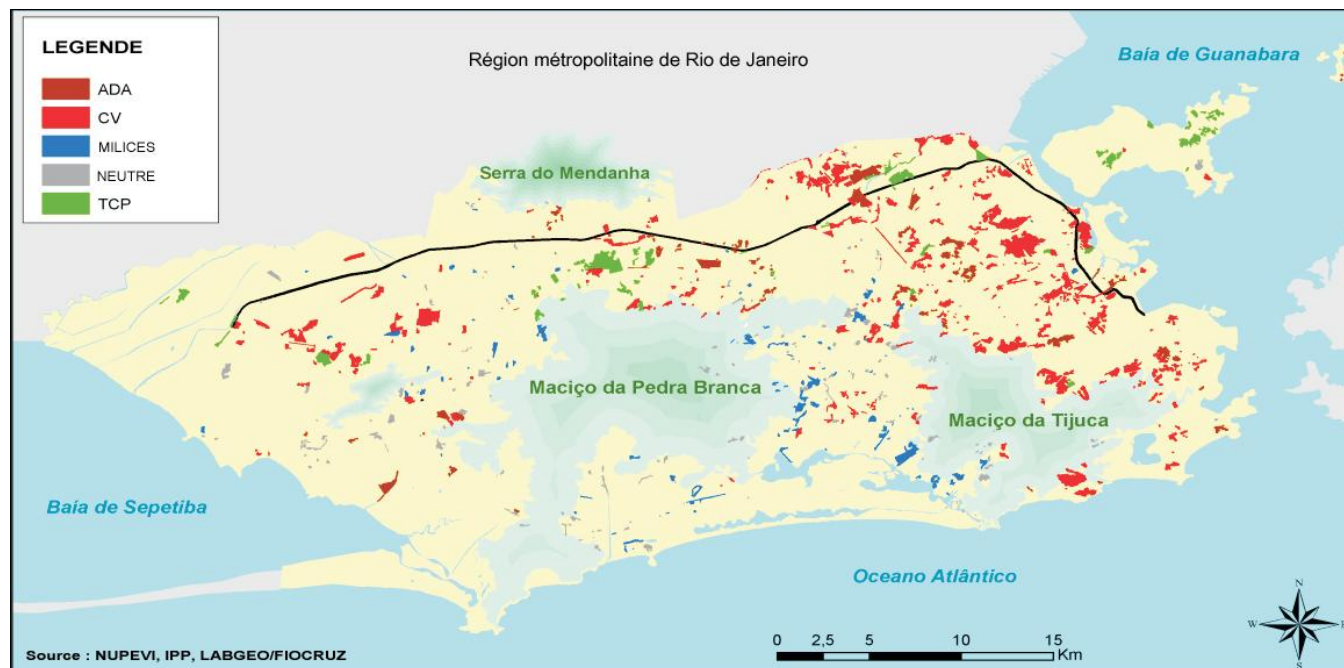 LEGENDE
ADA
CV
MILICES
NEUTRE
TCP
Région métropolitaine de Rio de Janeiro
Baía de Guanabara
Serra do Mendanha
Maciço da Pedra Branca
Maciço da Tijuca
Baía de Sepetiba
Oceano Atlântico
N
W
E
S
0 2,5 5 10 15
Km
Source : NUPEVI, IPP, LABGEO/FIOCRUZ